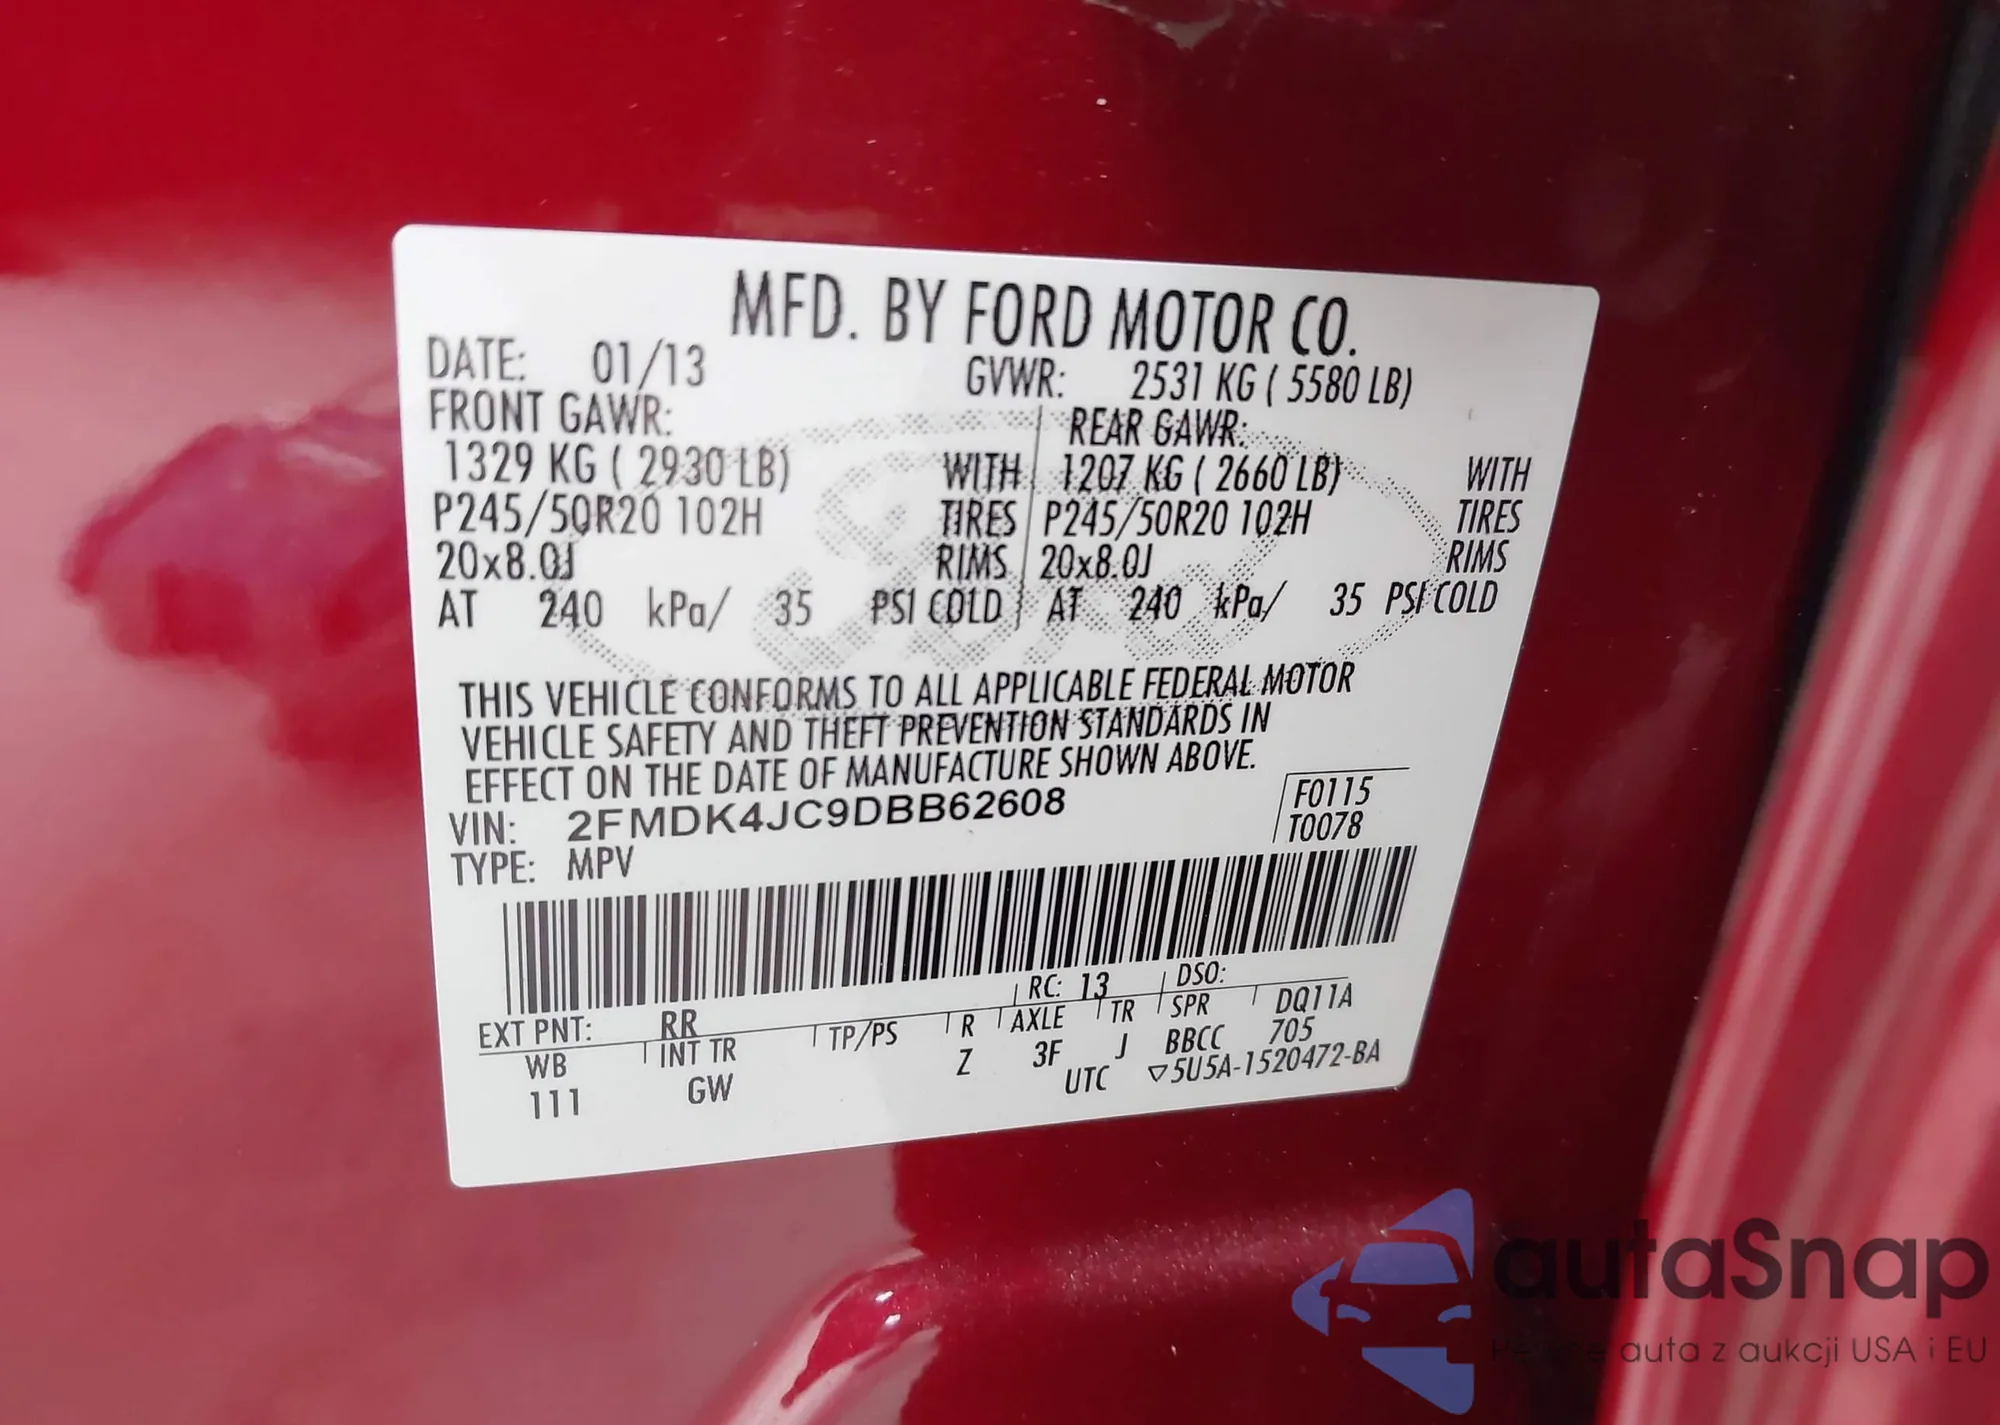 MFD. BY FORD MOTOR CO.
DATE: 01/13 GVWR: 2531 KG ( 5580 LB)
FRONT GAWR: REAR GAWR:
1329 KG ( 2930 LB) WITH 1207 KG ( 2660 LB) WITH
P245/50R20 102H TIRES P245/50R20 102H TIRES
20x8.0J RIMS 20x8.0J RIMS
AT 240 kPa/ 35 PSI COLD AT 240 kPa/ 35 PSI COLD
THIS VEHICLE CONFORMS TO ALL APPLICABLE FEDERAL MOTOR
VEHICLE SAFETY AND THEFT PREVENTION STANDARDS IN
EFFECT ON THE DATE OF MANUFACTURE SHOWN ABOVE.
VIN: 2FMDK4JC9DBB62608 F0115
TYPE: MPV T0078
EXT PNT: RR RC: 13 DSO:
WB INT TR TP/PS R AXLE TR SPR DQ11A
111 GW Z 3F J BBCC 705
UTC ▽5U5A-1520472-BA
Ford
autaSnap
auta z aukcji USA i EU